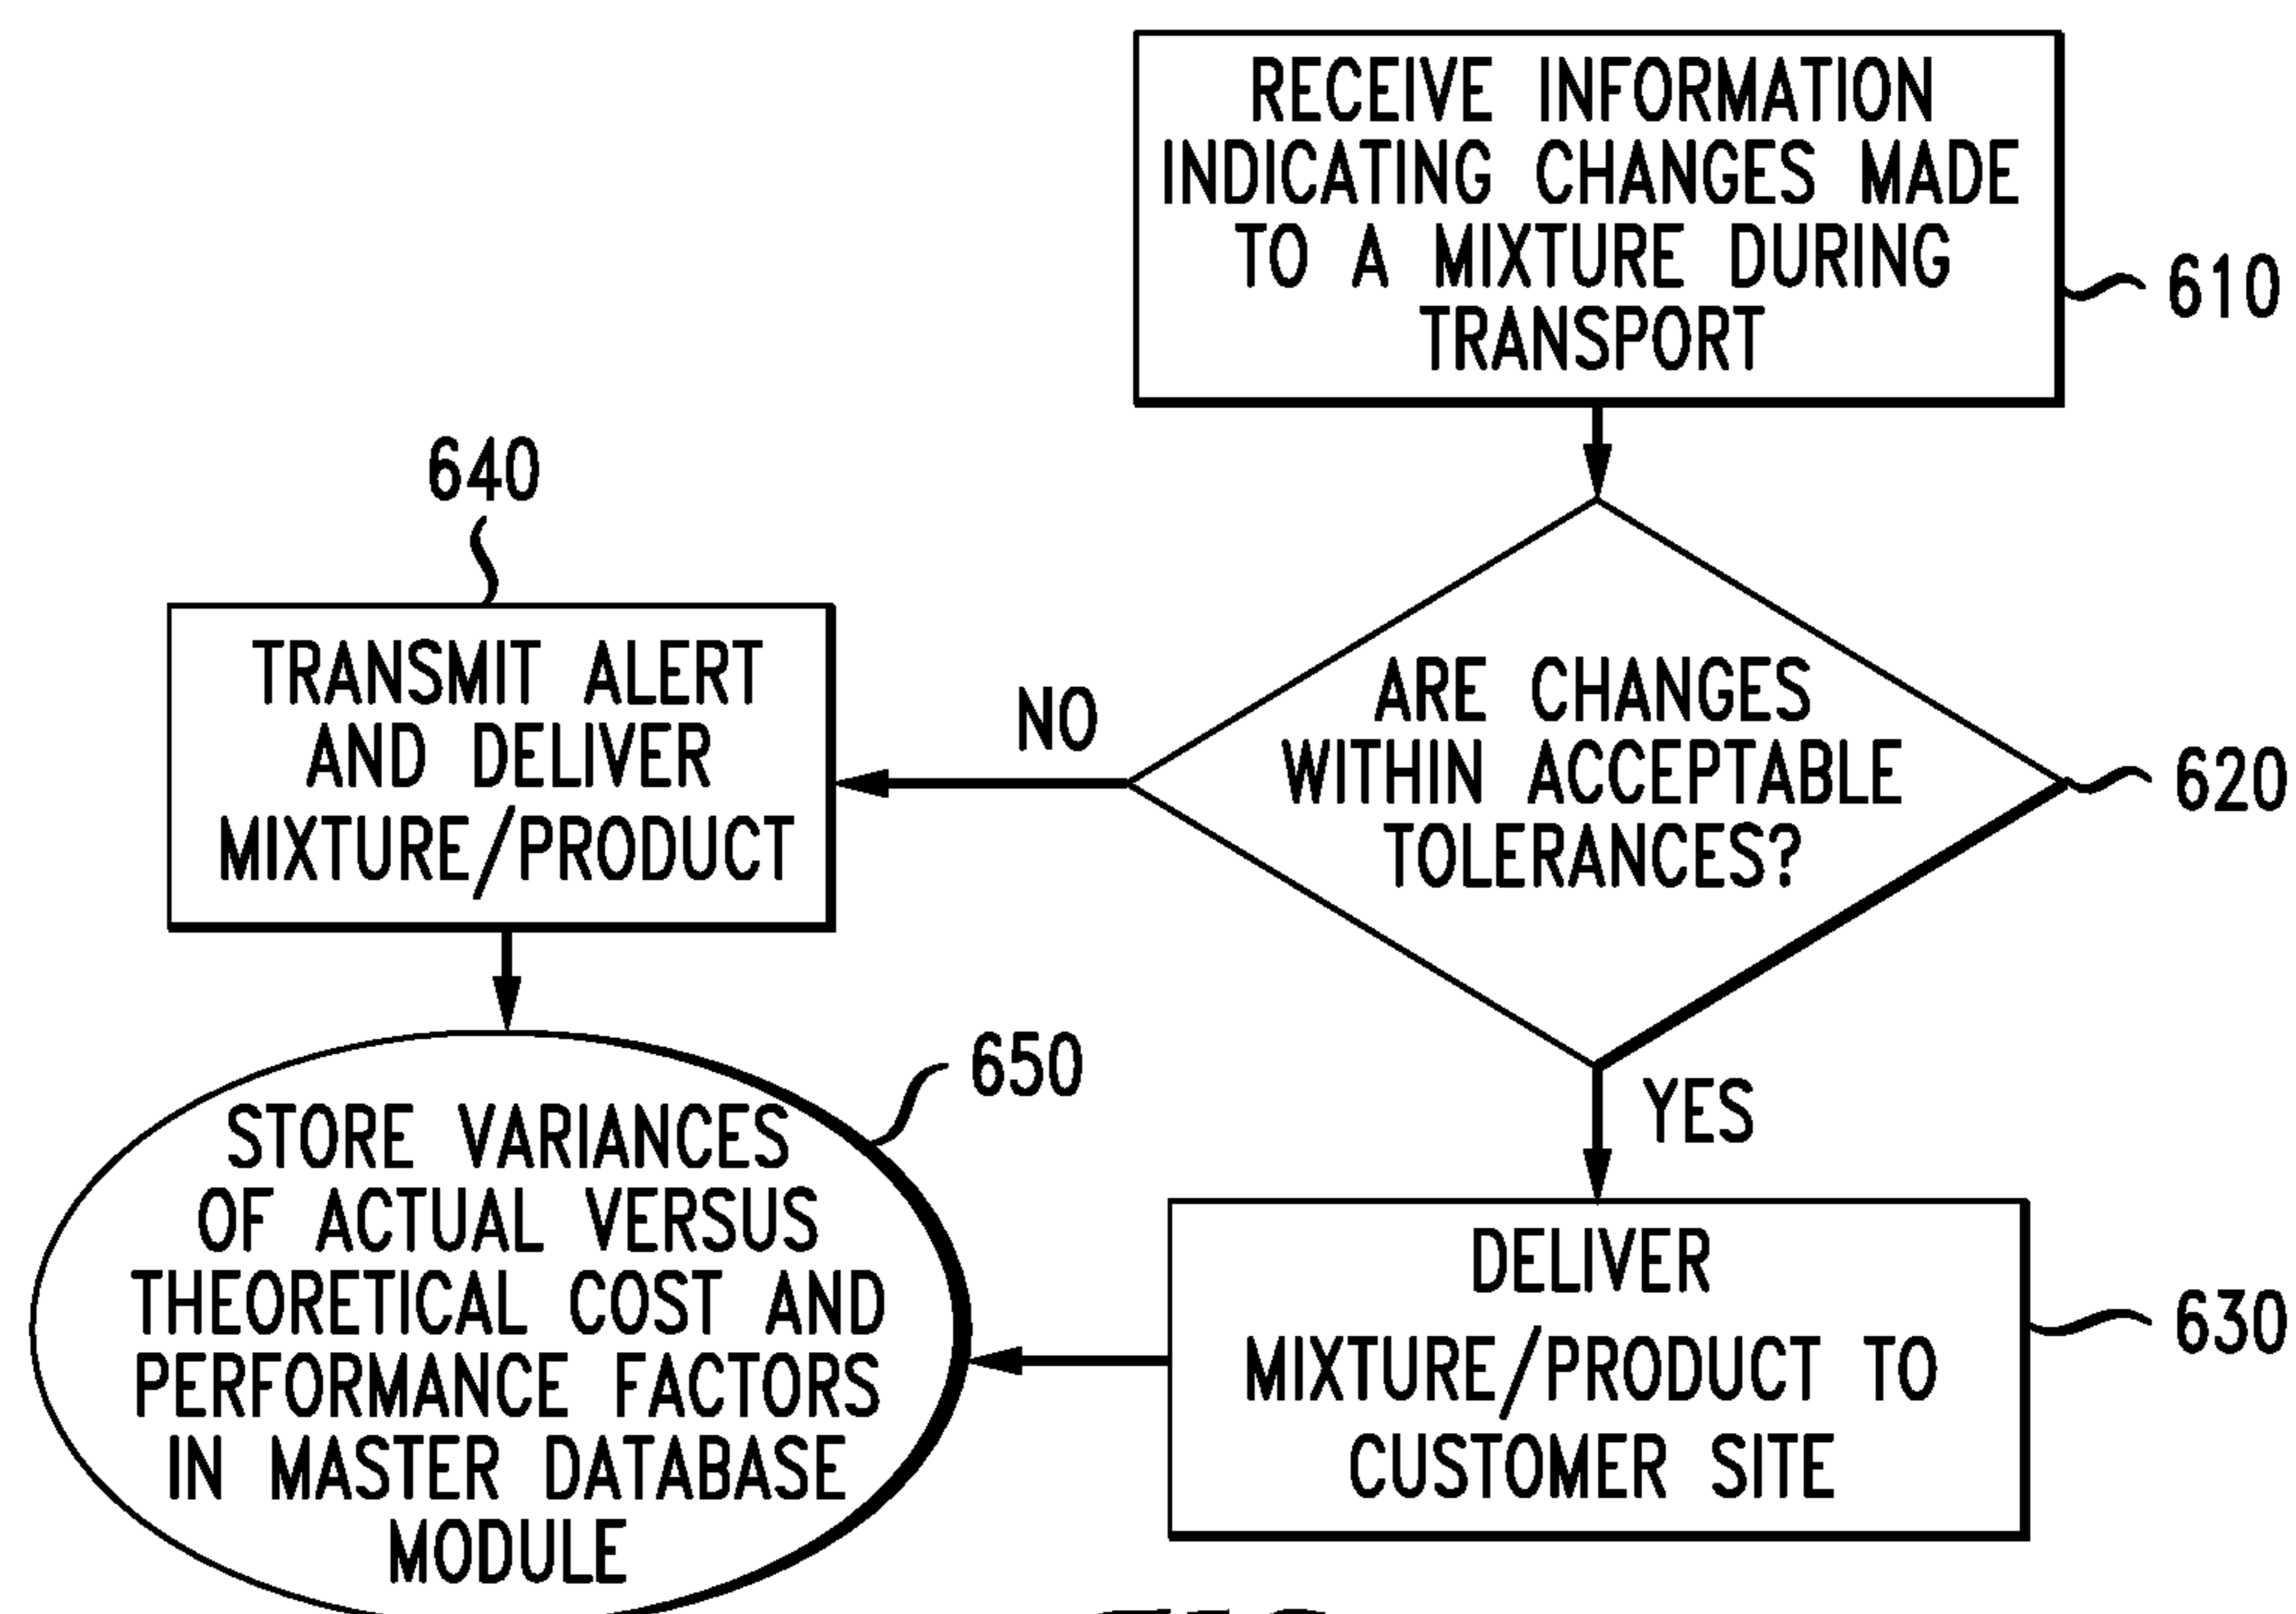 RECEIVE INFORMATION
INDICATING CHANGES MADE
TO A MIXTURE DURING
TRANSPORT
610
640
TRANSMIT ALERT
AND DELIVER
MIXTURE/PRODUCT
NO
ARE CHANGES
WITHIN ACCEPTABLE
TOLERANCES?
620
YES
650
STORE VARIANCES
OF ACTUAL VERSUS
THEORETICAL COST AND
PERFORMANCE FACTORS
IN MASTER DATABASE
MODULE
DELIVER
MIXTURE/PRODUCT TO
CUSTOMER SITE
630